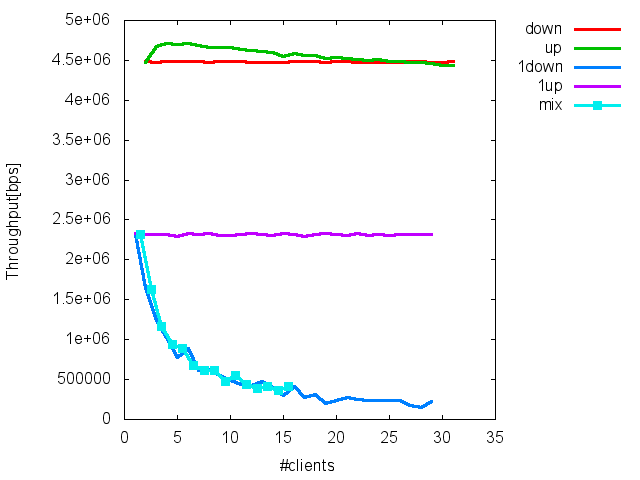 5e+06
4.5e+06
4e+06
3.5e+06
3e+06
2.5e+06
2e+06
1.5e+06
1e+06
500000
0
0 5 10 15 20 25 30 35
Throughput[bps]
#clients
down
up
1down
1up
mix